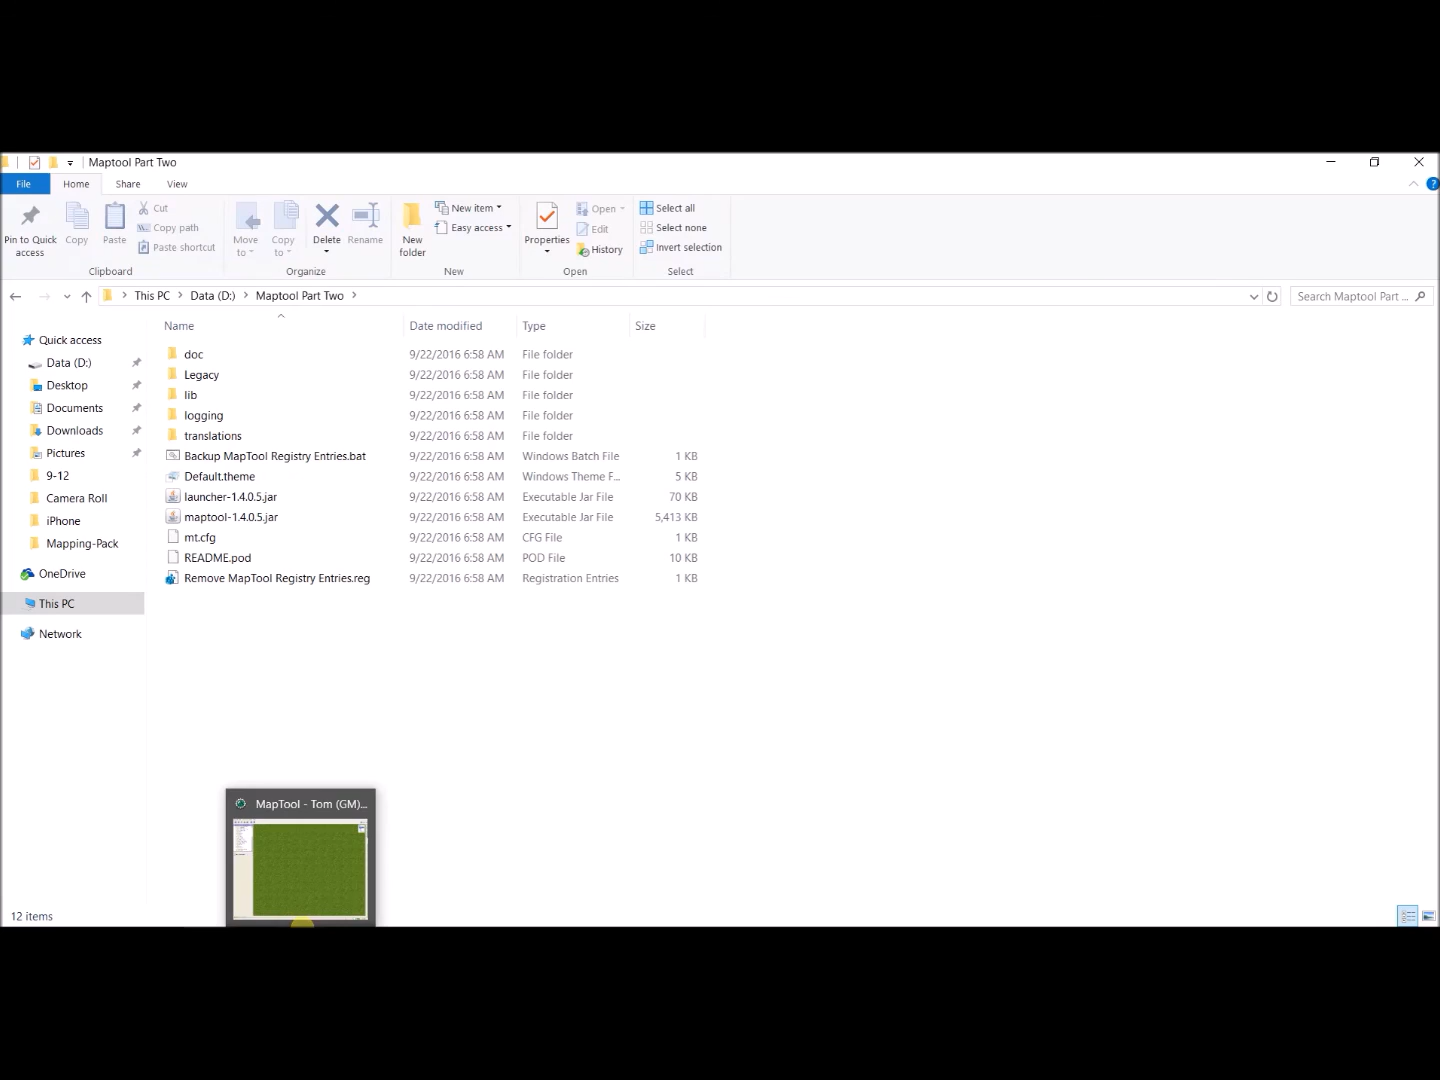 Maptool Part Two
File Home Share View
Pin to Quick access
Copy
Paste
Cut
Copy path
Paste shortcut
Clipboard
Move to
Copy to
Delete
Rename
Organize
New folder
New item
Easy access
New
Properties
Open
Edit
History
Open
Select all
Select none
Invert selection
Select
This PC > Data (D:) > Maptool Part Two >
Search Maptool Part ...
Name Date modified Type Size
Quick access
Data (D:)
Desktop
Documents
Downloads
Pictures
9-12
Camera Roll
iPhone
Mapping-Pack
OneDrive
This PC
Network
doc 9/22/2016 6:58 AM File folder
Legacy 9/22/2016 6:58 AM File folder
lib 9/22/2016 6:58 AM File folder
logging 9/22/2016 6:58 AM File folder
translations 9/22/2016 6:58 AM File folder
Backup MapTool Registry Entries.bat 9/22/2016 6:58 AM Windows Batch File 1 KB
Default.theme 9/22/2016 6:58 AM Windows Theme F... 5 KB
launcher-1.4.0.5.jar 9/22/2016 6:58 AM Executable Jar File 70 KB
maptool-1.4.0.5.jar 9/22/2016 6:58 AM Executable Jar File 5,413 KB
mt.cfg 9/22/2016 6:58 AM CFG File 1 KB
README.pod 9/22/2016 6:58 AM POD File 10 KB
Remove MapTool Registry Entries.reg 9/22/2016 6:58 AM Registration Entries 1 KB
MapTool - Tom (GM)...
12 items